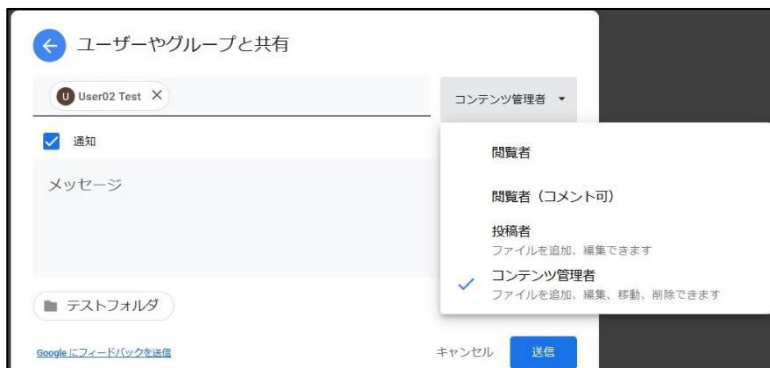 ユーザーやグループと共有
U User02 Test
コンテンツ管理者
通知
メッセージ
閲覧者
閲覧者（コメント可）
投稿者
ファイルを追加、編集できます
コンテンツ管理者
ファイルを追加、編集、移動、削除できます
テストフォルダ
Google にフィードバックを送信
キャンセル
送信